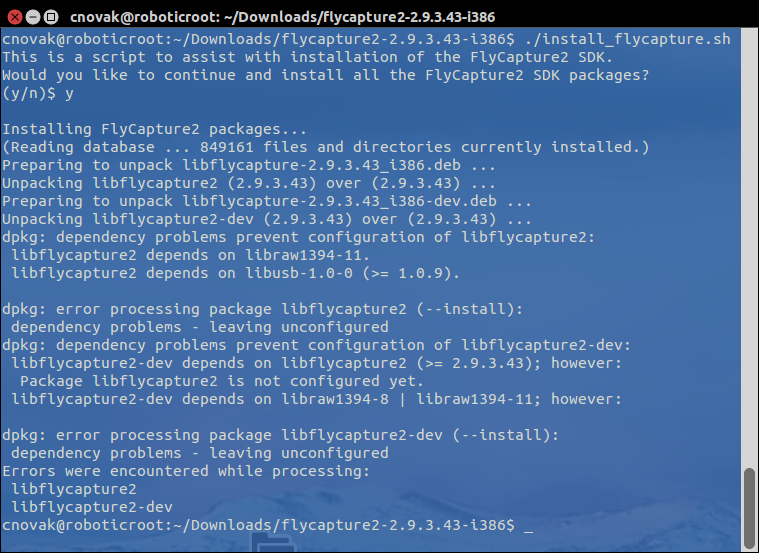 cnovak@roboticroot: ~/Downloads/flycapture2-2.9.3.43-i386
cnovak@roboticroot:~/Downloads/flycapture2-2.9.3.43-i386$ ./install_flycapture.sh
This is a script to assist with installation of the FlyCapture2 SDK.
Would you like to continue and install all the FlyCapture2 SDK packages?
(y/n)$ y
Installing FlyCapture2 packages...
(Reading database ... 849161 files and directories currently installed.)
Preparing to unpack libflycapture-2.9.3.43_i386.deb ...
Unpacking libflycapture2 (2.9.3.43) over (2.9.3.43) ...
Preparing to unpack libflycapture-2.9.3.43_i386-dev.deb ...
Unpacking libflycapture2-dev (2.9.3.43) over (2.9.3.43) ...
dpkg: dependency problems prevent configuration of libflycapture2:
 libflycapture2 depends on libraw1394-11.
 libflycapture2 depends on libusb-1.0-0 (>= 1.0.9).
dpkg: error processing package libflycapture2 (--install):
 dependency problems - leaving unconfigured
dpkg: dependency problems prevent configuration of libflycapture2-dev:
 libflycapture2-dev depends on libflycapture2 (>= 2.9.3.43); however:
  Package libflycapture2 is not configured yet.
 libflycapture2-dev depends on libraw1394-8 | libraw1394-11; however:
dpkg: error processing package libflycapture2-dev (--install):
 dependency problems - leaving unconfigured
Errors were encountered while processing:
 libflycapture2
 libflycapture2-dev
cnovak@roboticroot:~/Downloads/flycapture2-2.9.3.43-i386$ _